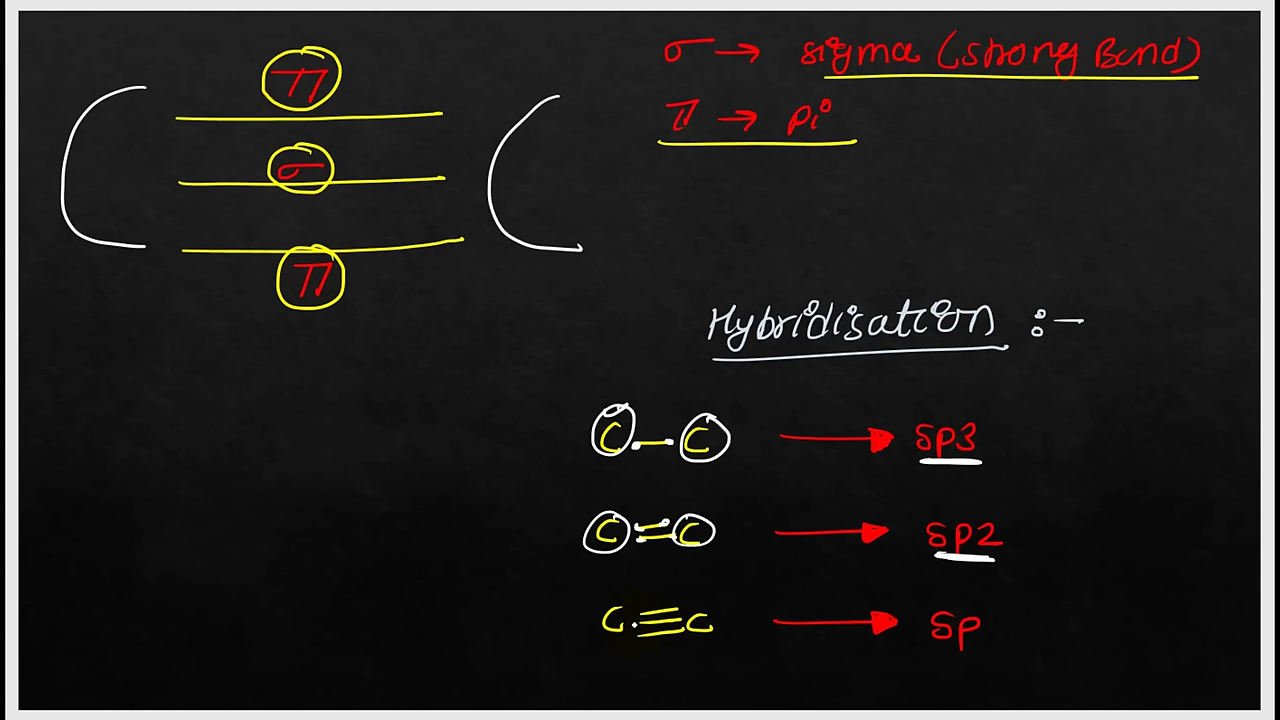 π
σ
π
σ → sigma (strong Bond)
π → pi
Hybridisation :-
C - C → sp3
C = C → sp2
C ≡ C → sp